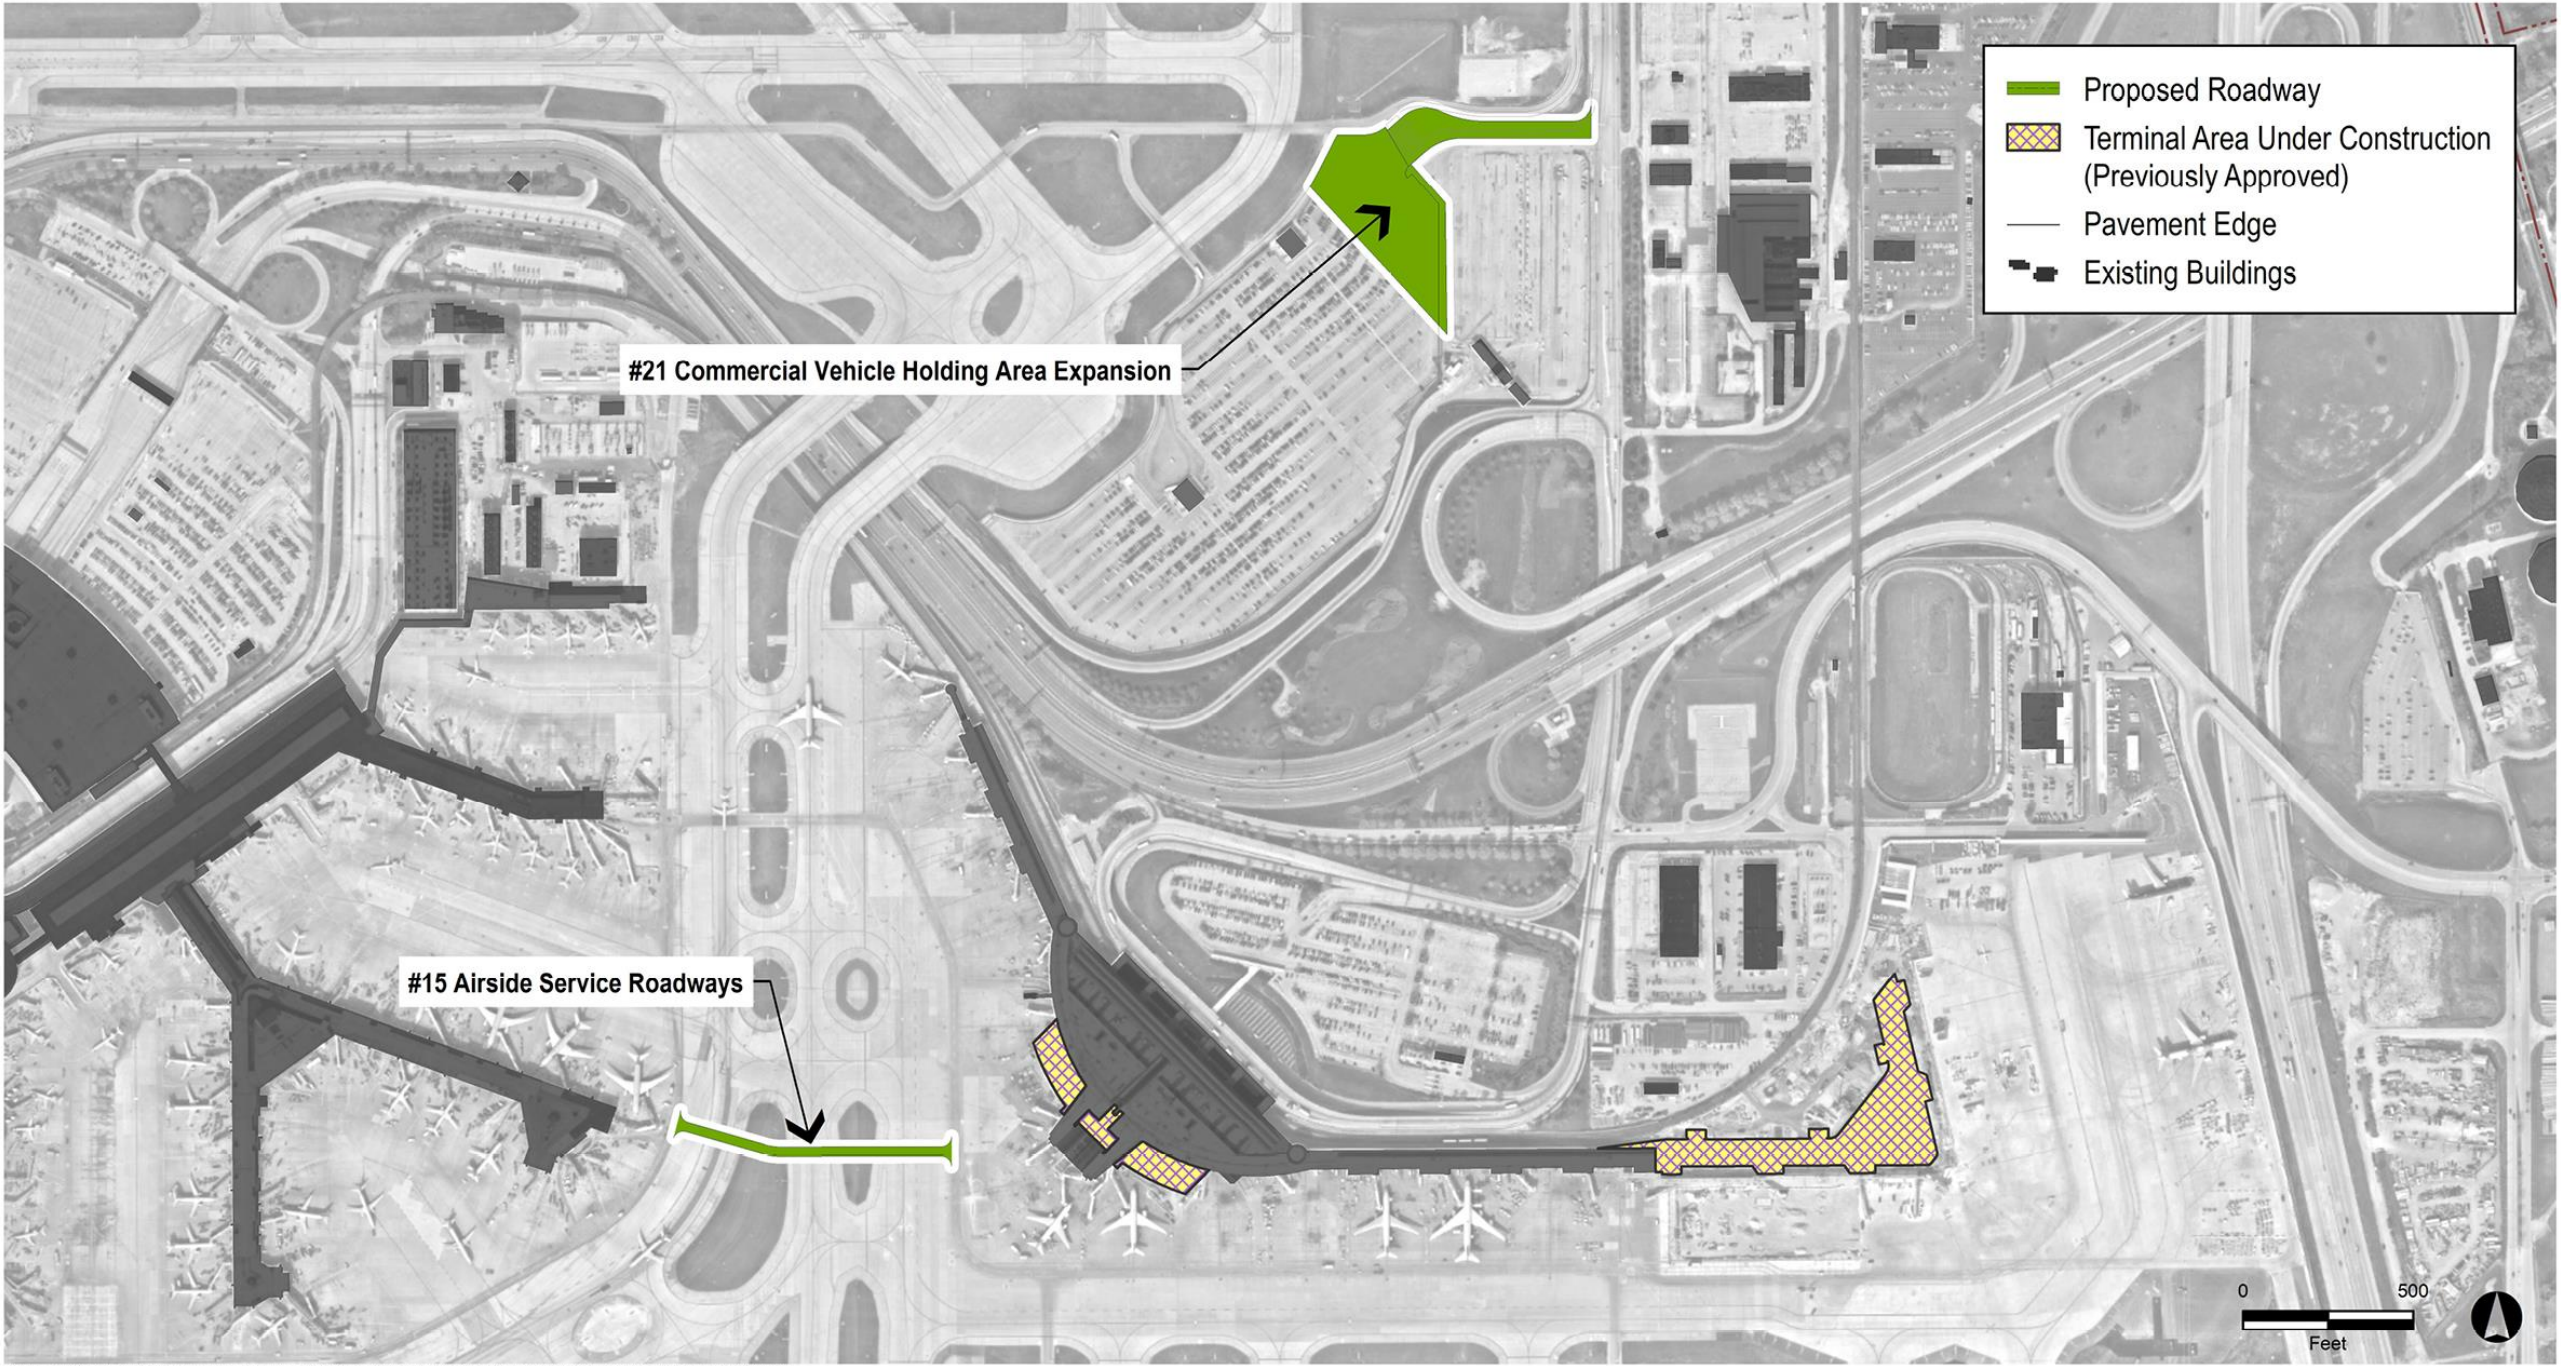 Proposed Roadway
Terminal Area Under Construction
(Previously Approved)
Pavement Edge
Existing Buildings
#21 Commercial Vehicle Holding Area Expansion
#15 Airside Service Roadways
0 500
Feet